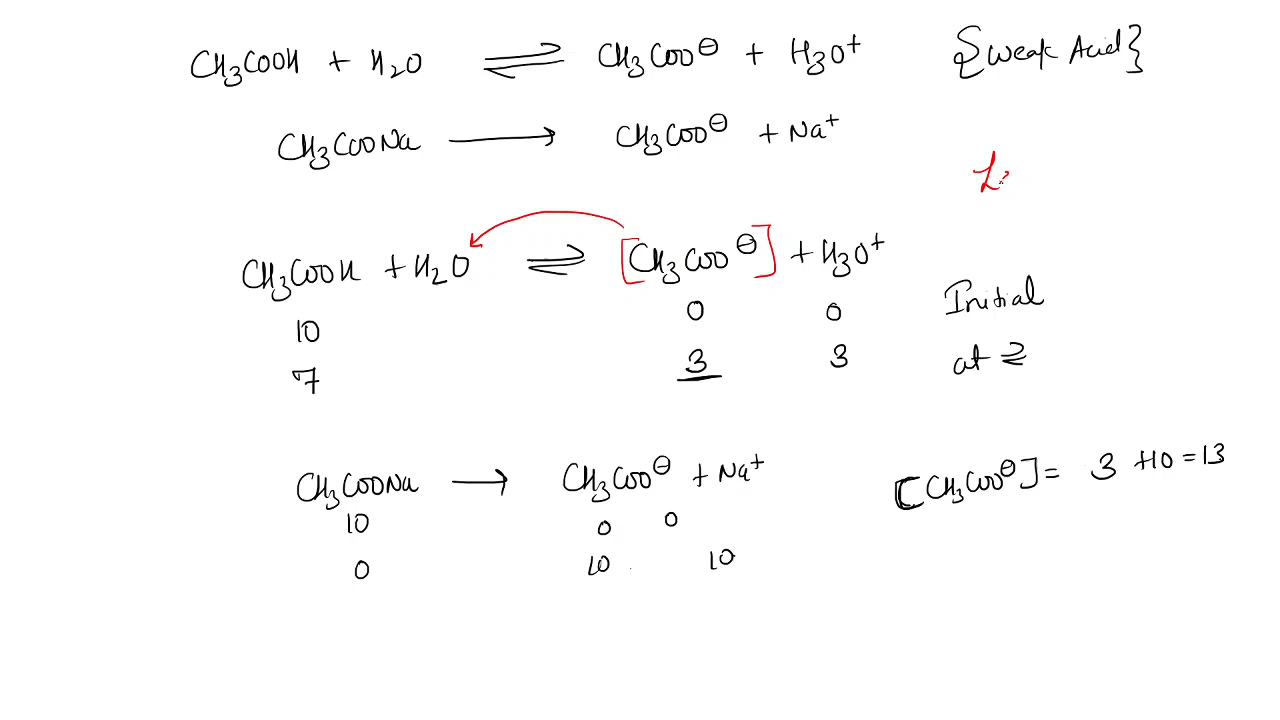 CH3COOH + H2O ⇌ CH3COO⊖ + H3O+ {Weak Acid}
CH3COONa ⟶ CH3COO⊖ + Na+
CH3COOH + H2O ⇌ [CH3COO⊖] + H3O+
10 0 0 Initial
7 3 3 at ⇌
CH3COONa ⟶ CH3COO⊖ + Na+ [CH3COO⊖] = 3 +10 = 13
10 0 0
0 10 10